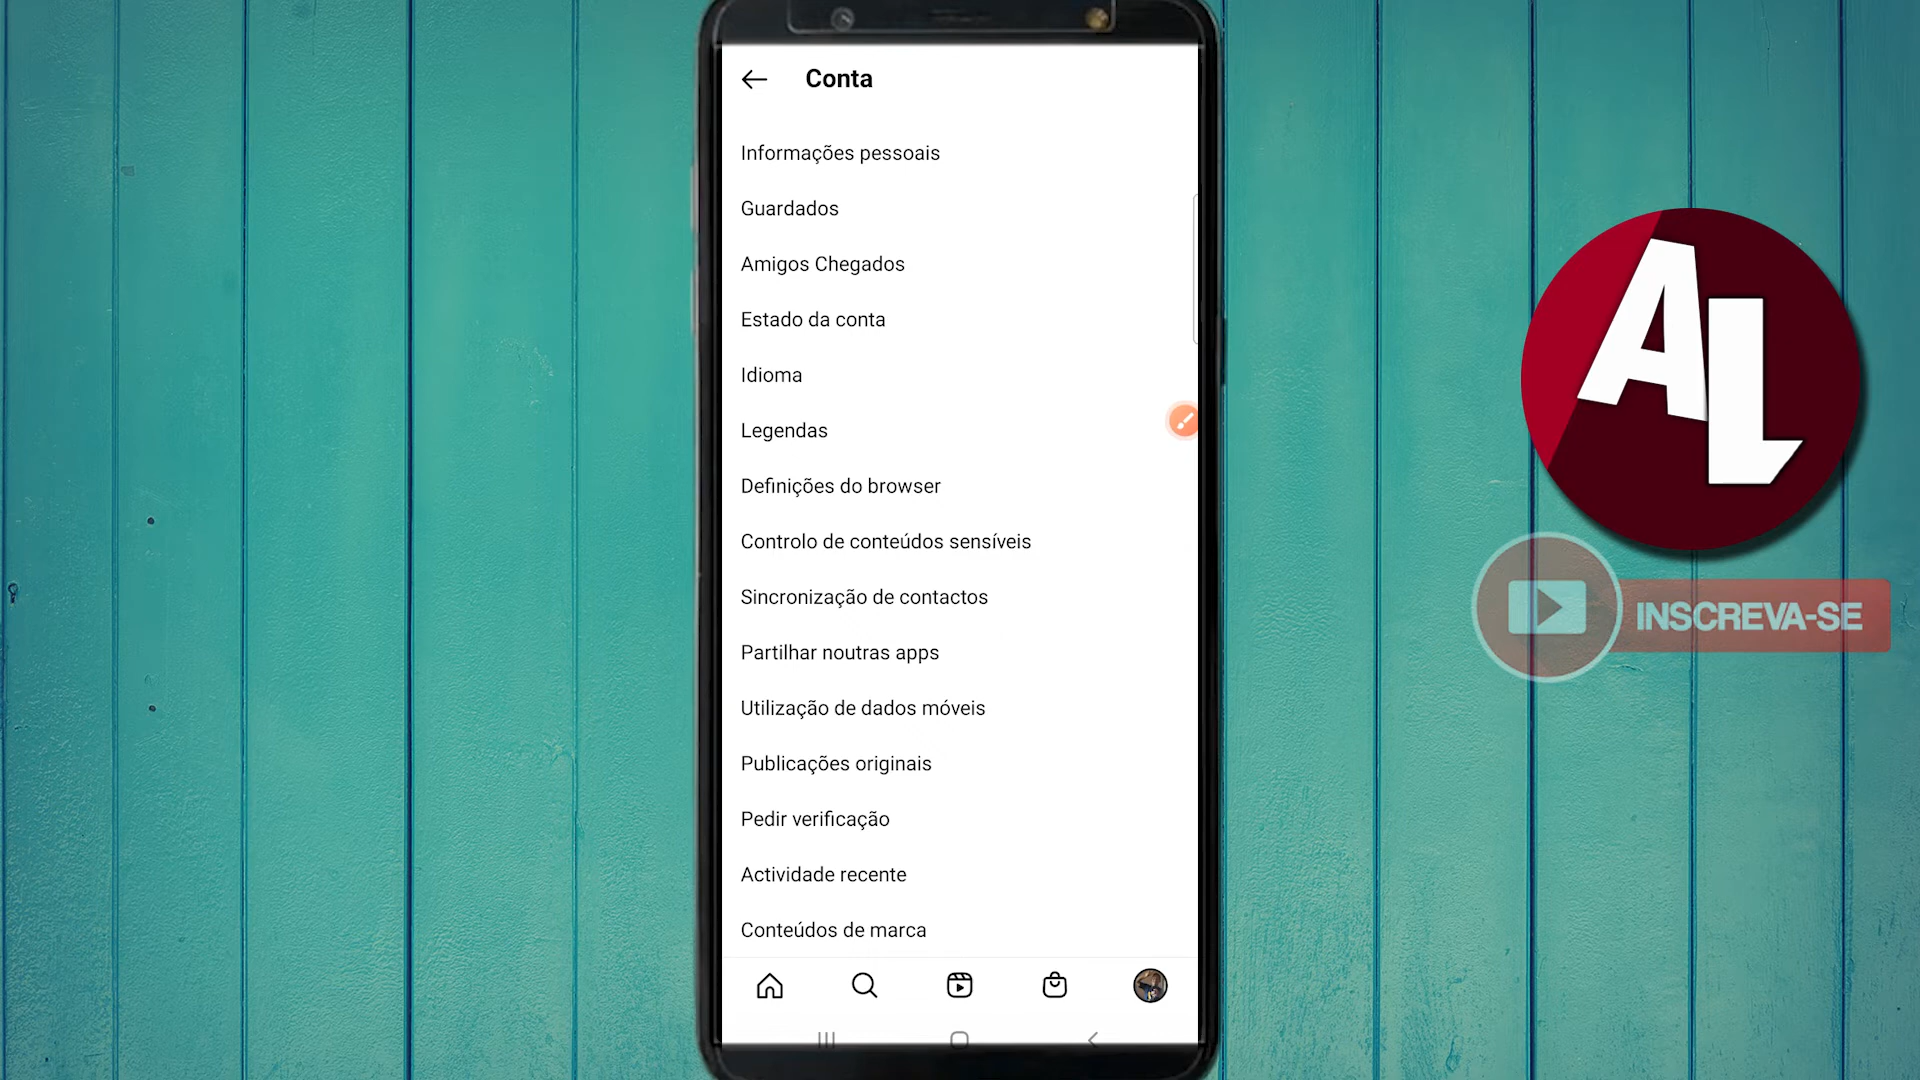 Conta
Informações pessoais
Guardados
Amigos Chegados
Estado da conta
Idioma
Legendas
Definições do browser
Controlo de conteúdos sensíveis
Sincronização de contactos
Partilhar noutras apps
Utilização de dados móveis
Publicações originais
Pedir verificação
Actividade recente
Conteúdos de marca
AL
INSCREVA-SE